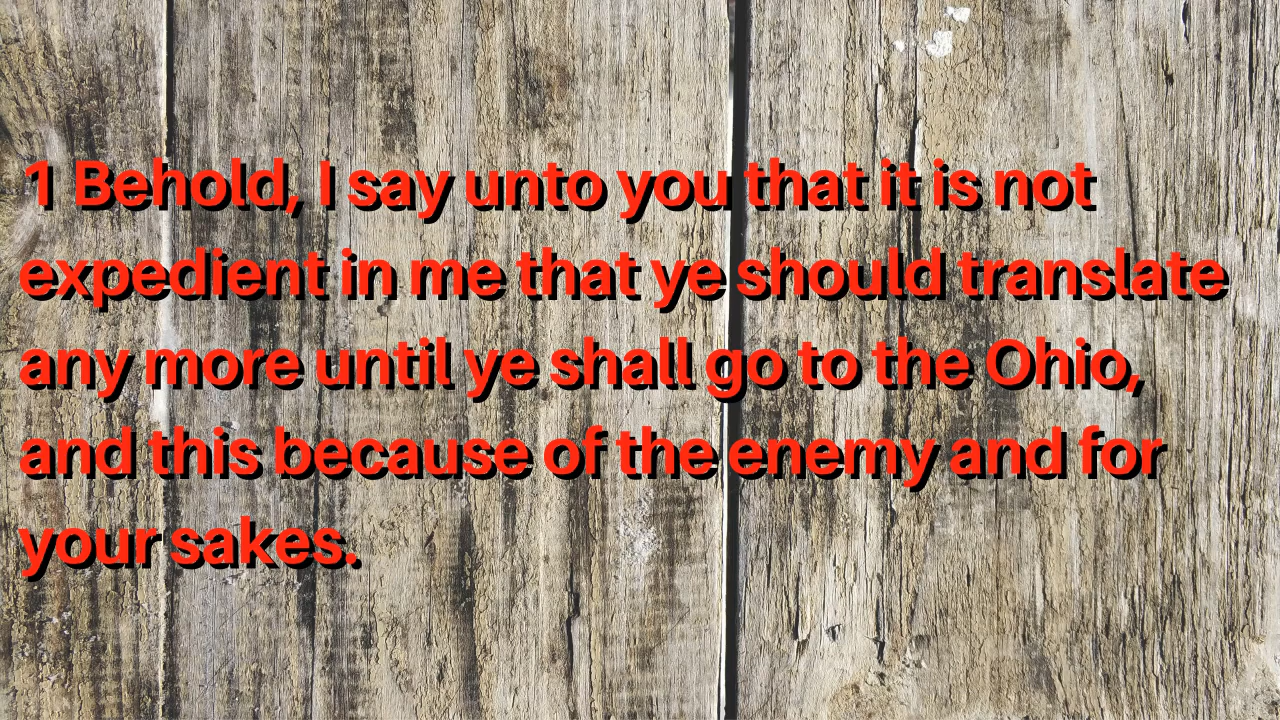 1 Behold, I say unto you that it is not
expedient in me that ye should translate
any more until ye shall go to the Ohio,
and this because of the enemy and for
your sakes.